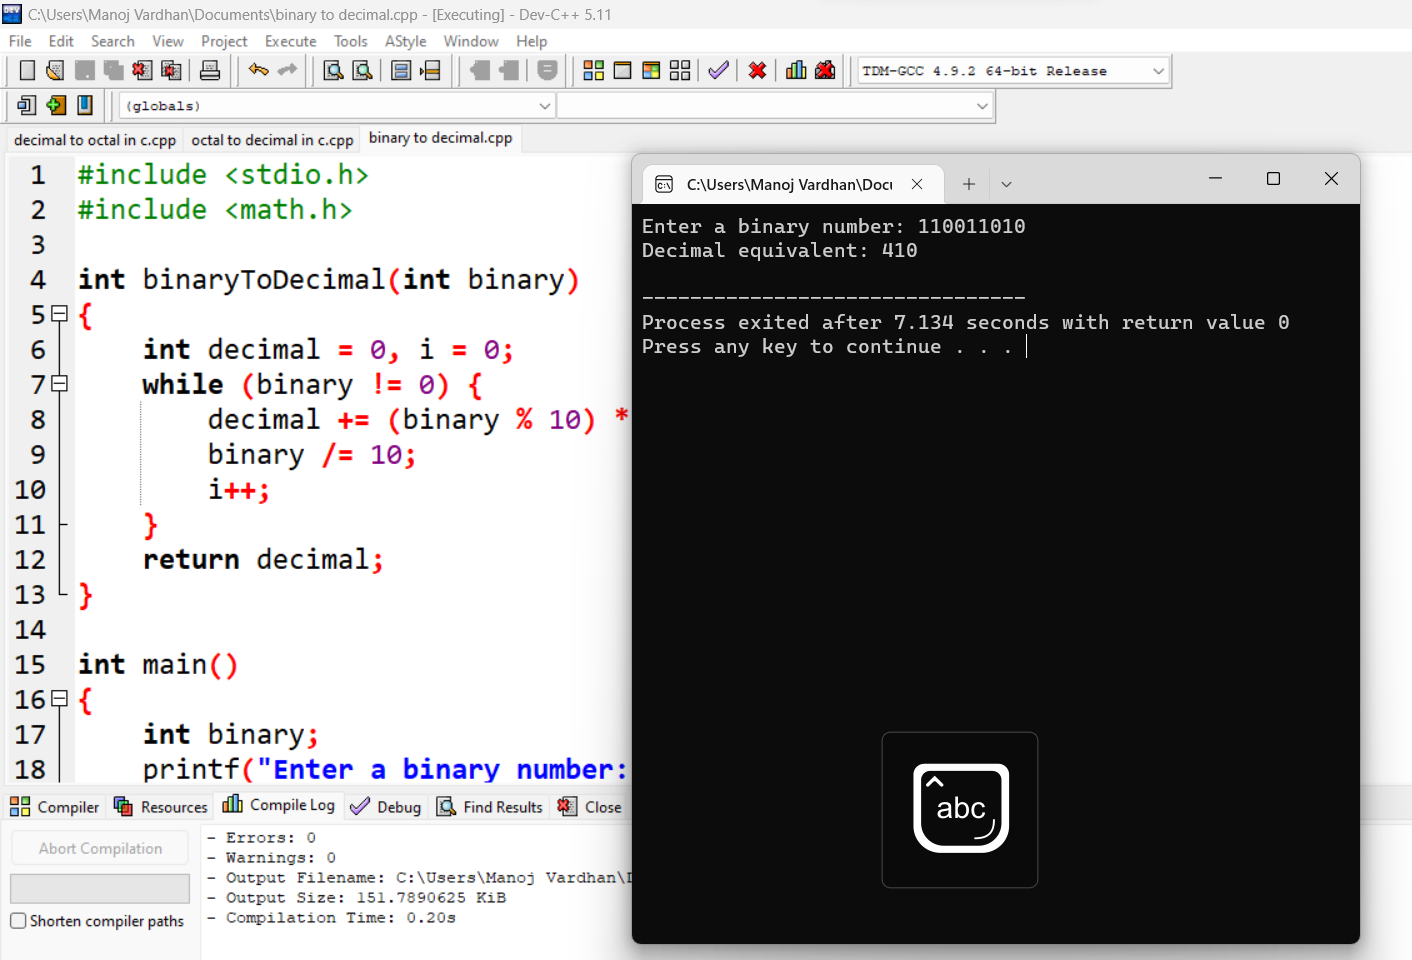 C:\Users\Manoj Vardhan\Documents\binary to decimal.cpp - [Executing] - Dev-C++ 5.11
File Edit Search View Project Execute Tools AStyle Window Help
TDM-GCC 4.9.2 64-bit Release
(globals)
decimal to octal in c.cpp octal to decimal in c.cpp binary to decimal.cpp
1 #include <stdio.h>
2 #include <math.h>
3
4 int binaryToDecimal(int binary)
5 {
6 int decimal = 0, i = 0;
7 while (binary != 0) {
8 decimal += (binary % 10) *
9 binary /= 10;
10 i++;
11 }
12 return decimal;
13 }
14
15 int main()
16 {
17 int binary;
18 printf("Enter a binary number:
C:\Users\Manoj Vardhan\Docu
Enter a binary number: 110011010
Decimal equivalent: 410
--------------------------------
Process exited after 7.134 seconds with return value 0
Press any key to continue . . .
abc
Compiler Resources Compile Log Debug Find Results Close
Abort Compilation
Shorten compiler paths
- Errors: 0
- Warnings: 0
- Output Filename: C:\Users\Manoj Vardhan\D
- Output Size: 151.7890625 KiB
- Compilation Time: 0.20s